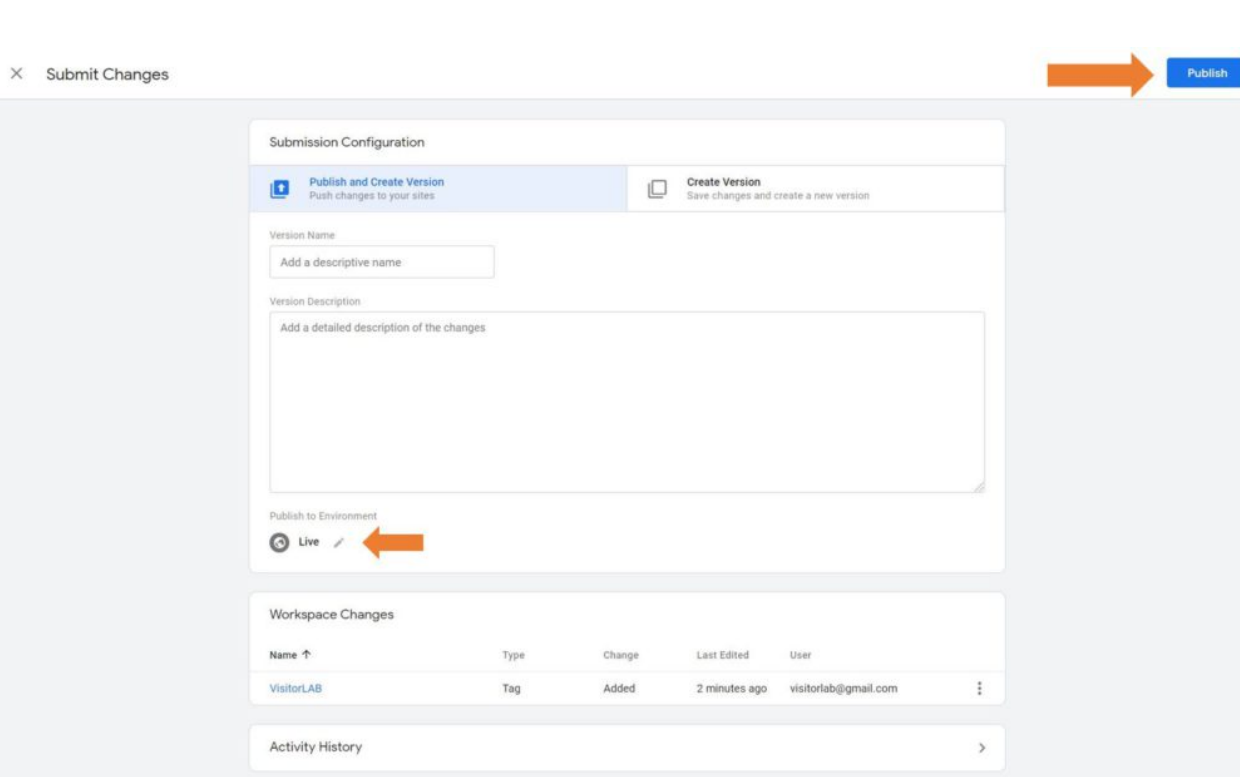 Submit Changes
Publish
Submission Configuration
Publish and Create Version
Push changes to your sites
Create Version
Save changes and create a new version
Version Name
Add a descriptive name
Version Description
Add a detailed description of the changes
Publish to Environment
Live
Workspace Changes
Name Type Change Last Edited User
VisitorLAB Tag Added 2 minutes ago visitorlab@gmail.com
Activity History